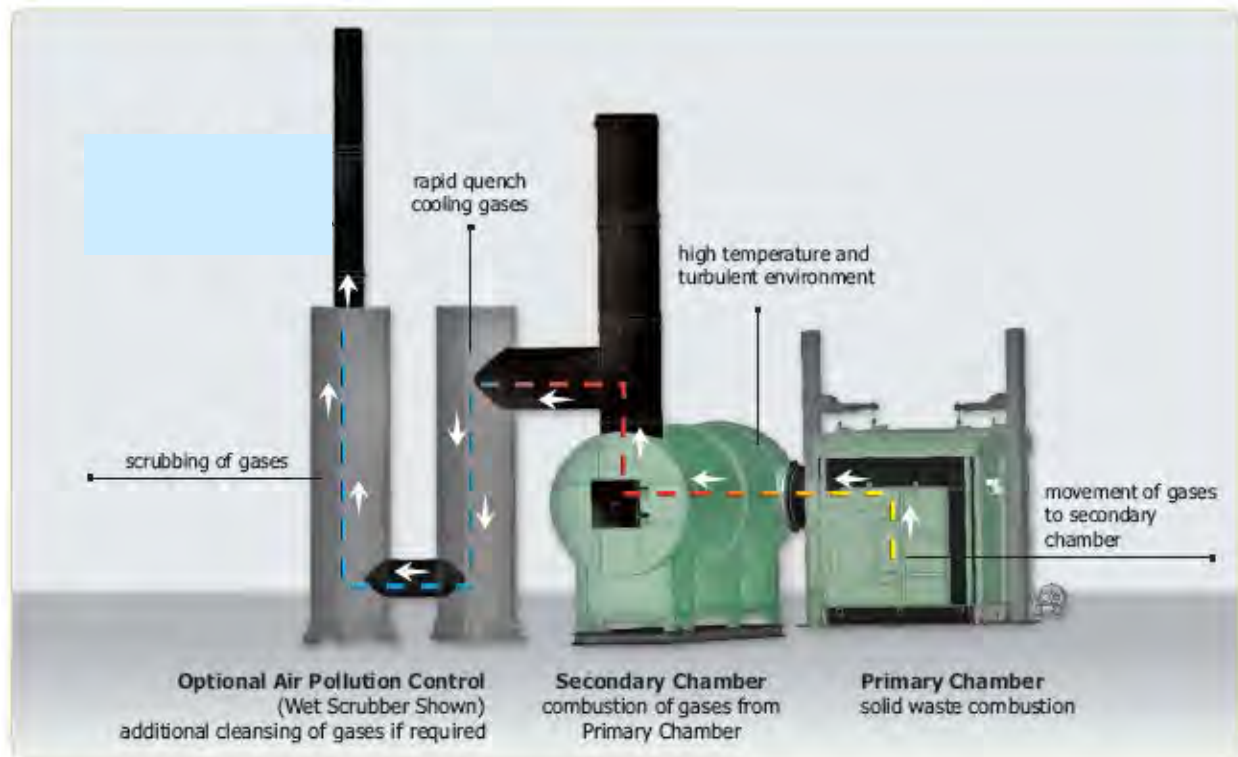 rapid quench
cooling gases
high temperature and
turbulent environment
scrubbing of gases
movement of gases
to secondary
chamber
Optional Air Pollution Control
(Wet Scrubber Shown)
additional cleansing of gases if required
Secondary Chamber
combustion of gases from
Primary Chamber
Primary Chamber
solid waste combustion